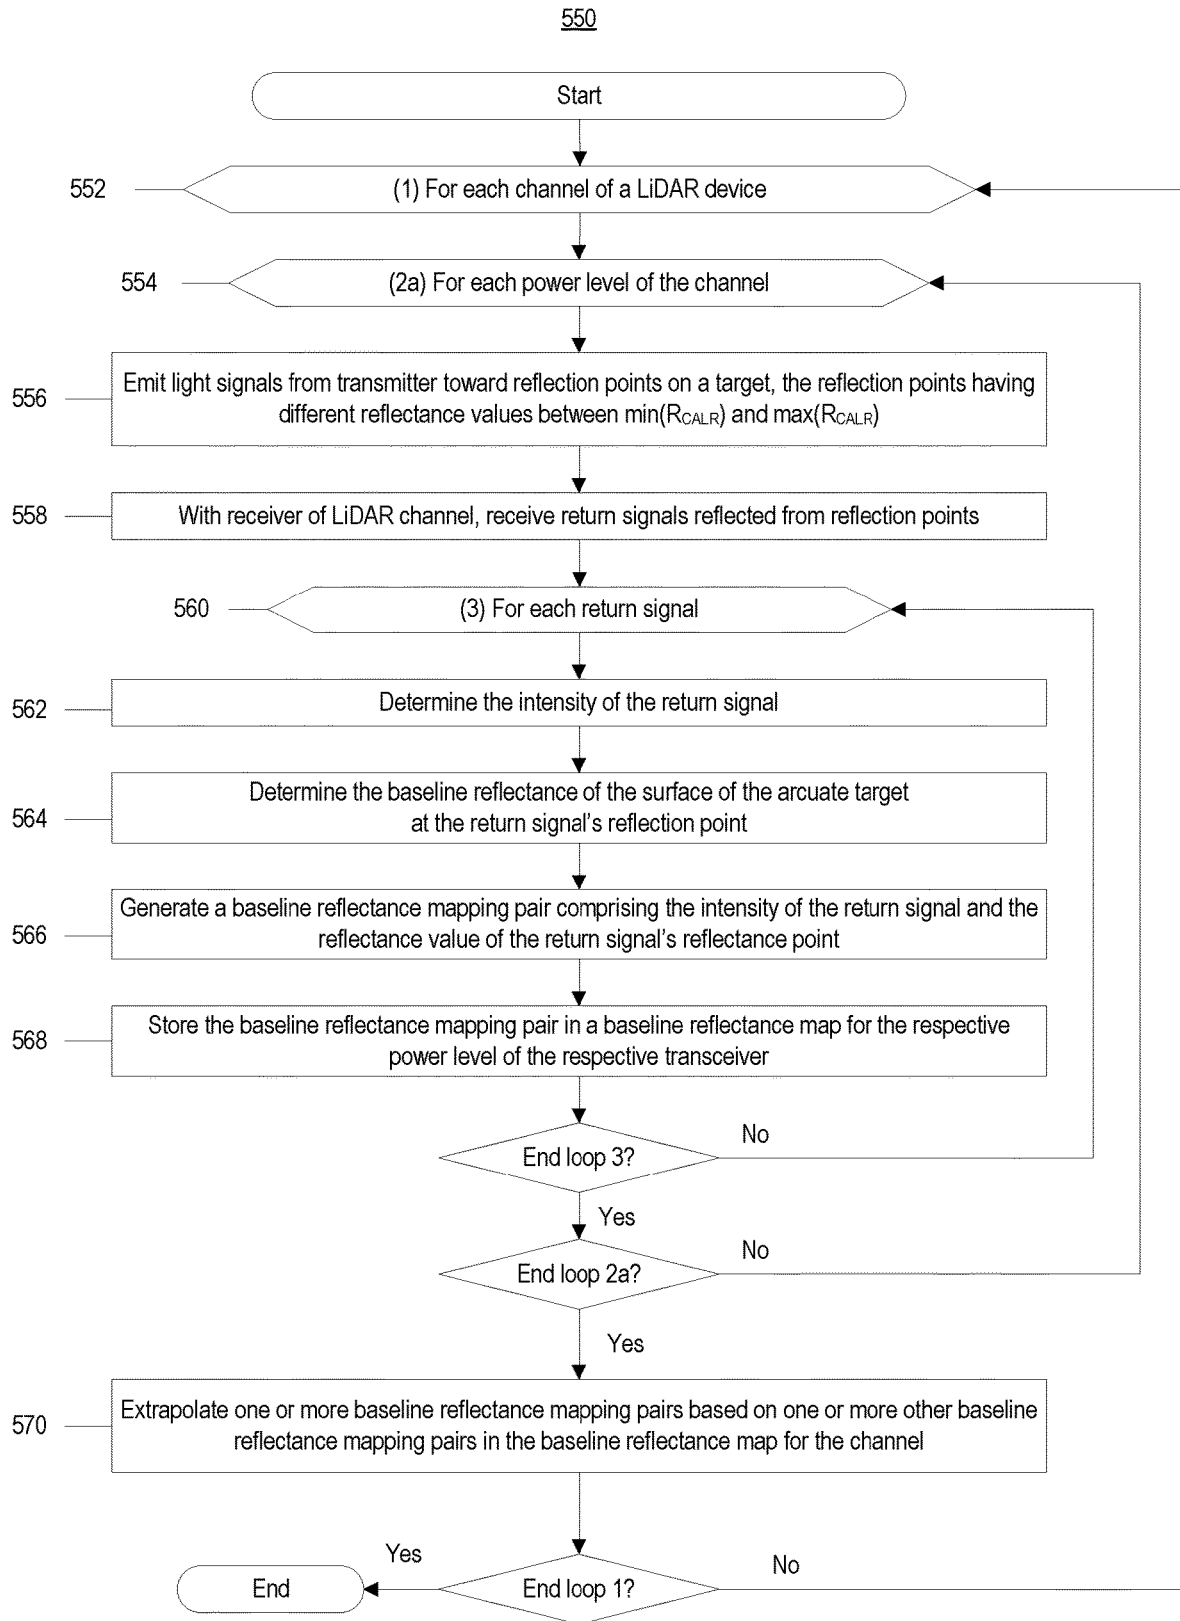 550
Start
552
(1) For each channel of a LiDAR device
554
(2a) For each power level of the channel
556
Emit light signals from transmitter toward reflection points on a target, the reflection points having
different reflectance values between min(RCALR) and max(RCALR)
558
With receiver of LiDAR channel, receive return signals reflected from reflection points
560
(3) For each return signal
562
Determine the intensity of the return signal
564
Determine the baseline reflectance of the surface of the arcuate target
at the return signal's reflection point
566
Generate a baseline reflectance mapping pair comprising the intensity of the return signal and the
reflectance value of the return signal's reflectance point
568
Store the baseline reflectance mapping pair in a baseline reflectance map for the respective
power level of the respective transceiver
End loop 3?
No
Yes
End loop 2a?
No
Yes
570
Extrapolate one or more baseline reflectance mapping pairs based on one or more other baseline
reflectance mapping pairs in the baseline reflectance map for the channel
End loop 1?
Yes
No
End